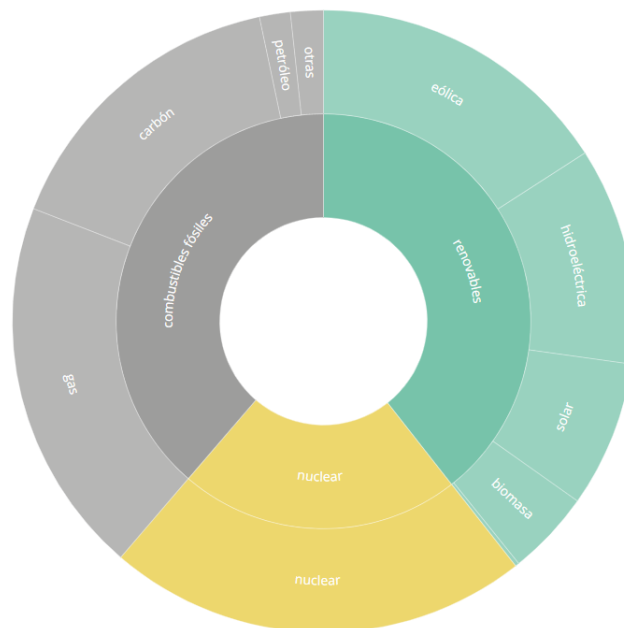 petróleo
otras
eólica
carbón
combustibles fósiles
renovables
hidroeléctrica
gas
solar
nuclear
biomasa
nuclear